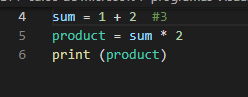 4 sum = 1 + 2 #3
5 product = sum * 2
6 print (product)